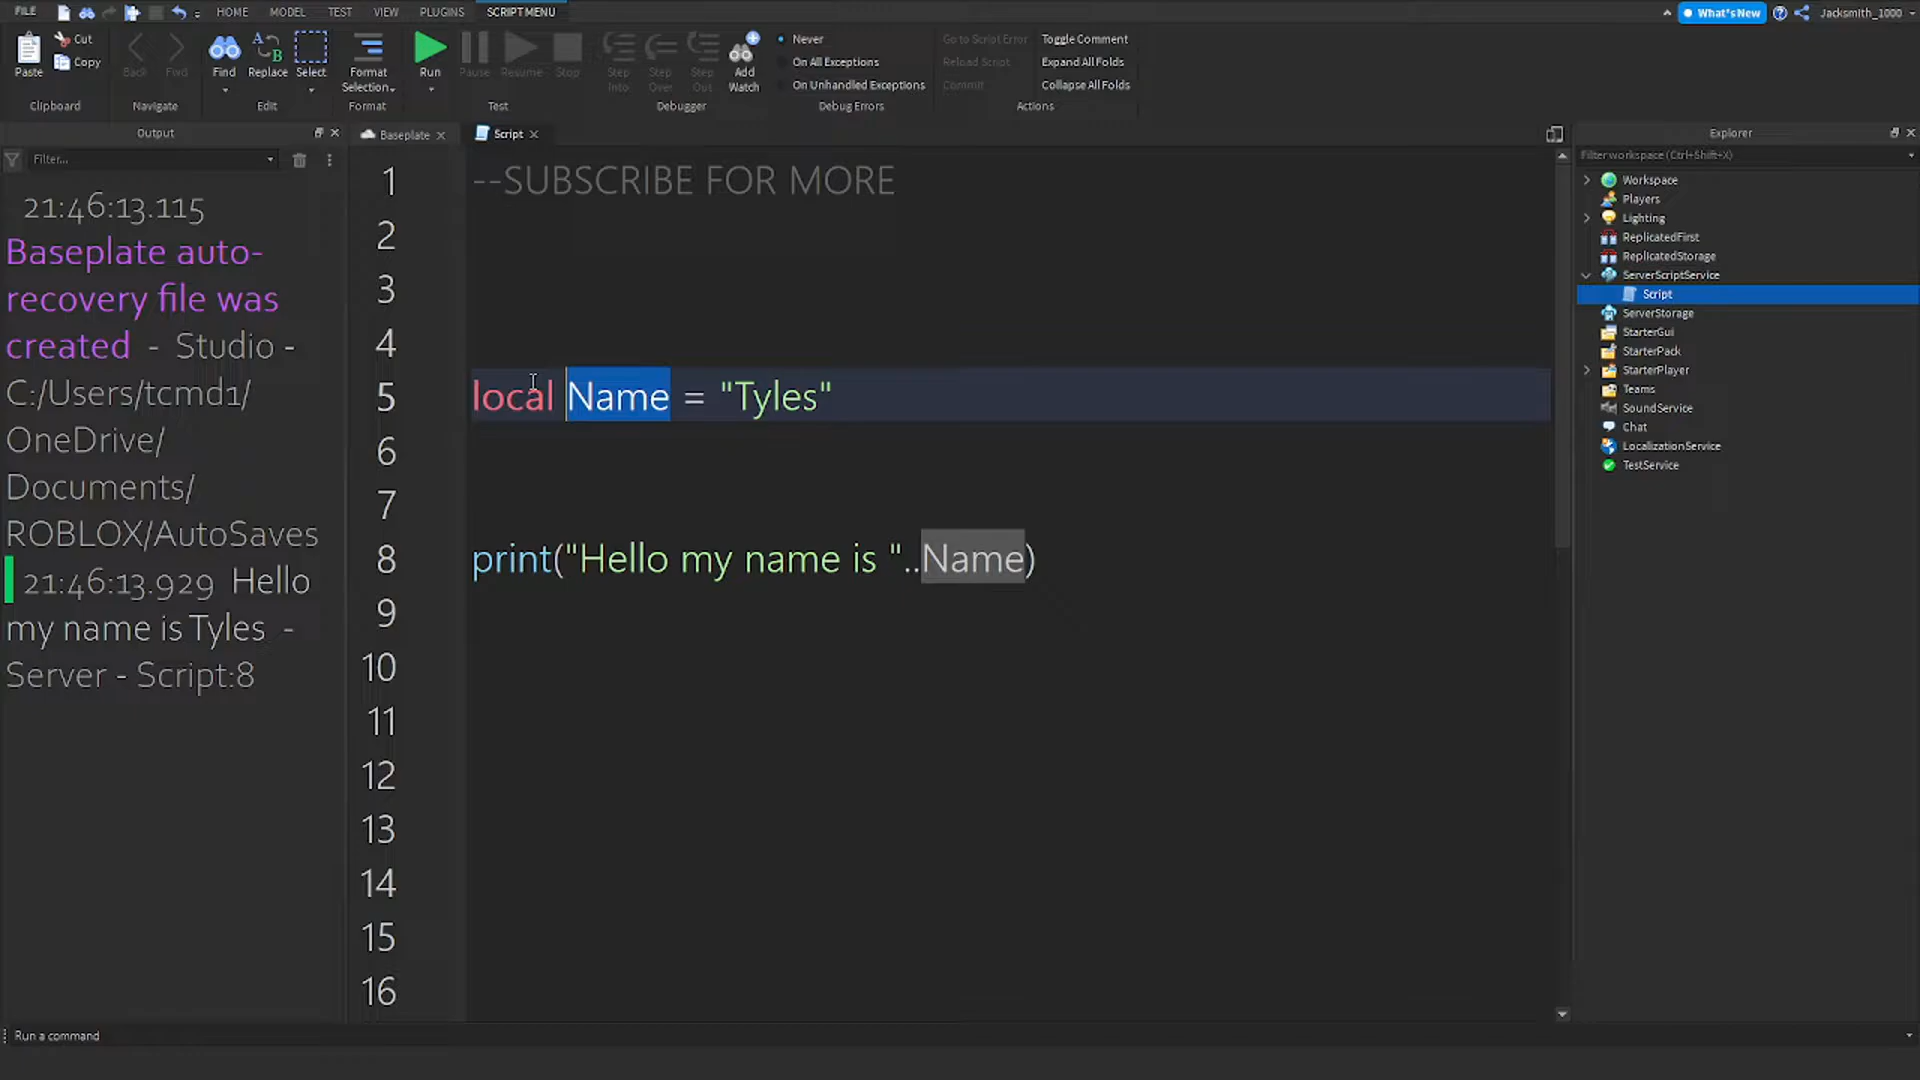 FILE HOME MODEL TEST VIEW PLUGINS SCRIPT MENU What's New Jacksmith_1000
Paste Cut Copy Clipboard
Back Fwd Navigate
Find Replace Select Edit
Format Selection Format
Run Pause Resume Stop Test
Step Into Step Over Step Out Add Watch Debugger
Never
On All Exceptions
On Unhandled Exceptions
Debug Errors
Go to Script Error Toggle Comment
Reload Script Expand All Folds
Commit Collapse All Folds
Actions
Output
Filter...
21:46:13.115
Baseplate auto-
recovery file was
created - Studio -
C:/Users/tcmd1/
OneDrive/
Documents/
ROBLOX/AutoSaves
21:46:13.929 Hello
my name is Tyles -
Server - Script:8
Baseplate Script
1 --SUBSCRIBE FOR MORE
2
3
4
5 local Name = "Tyles"
6
7
8 print("Hello my name is "..Name)
9
10
11
12
13
14
15
16
Explorer
Filter workspace (Ctrl+Shift+X)
Workspace
Players
Lighting
ReplicatedFirst
ReplicatedStorage
ServerScriptService
Script
ServerStorage
StarterGui
StarterPack
StarterPlayer
Teams
SoundService
Chat
LocalizationService
TestService
Run a command